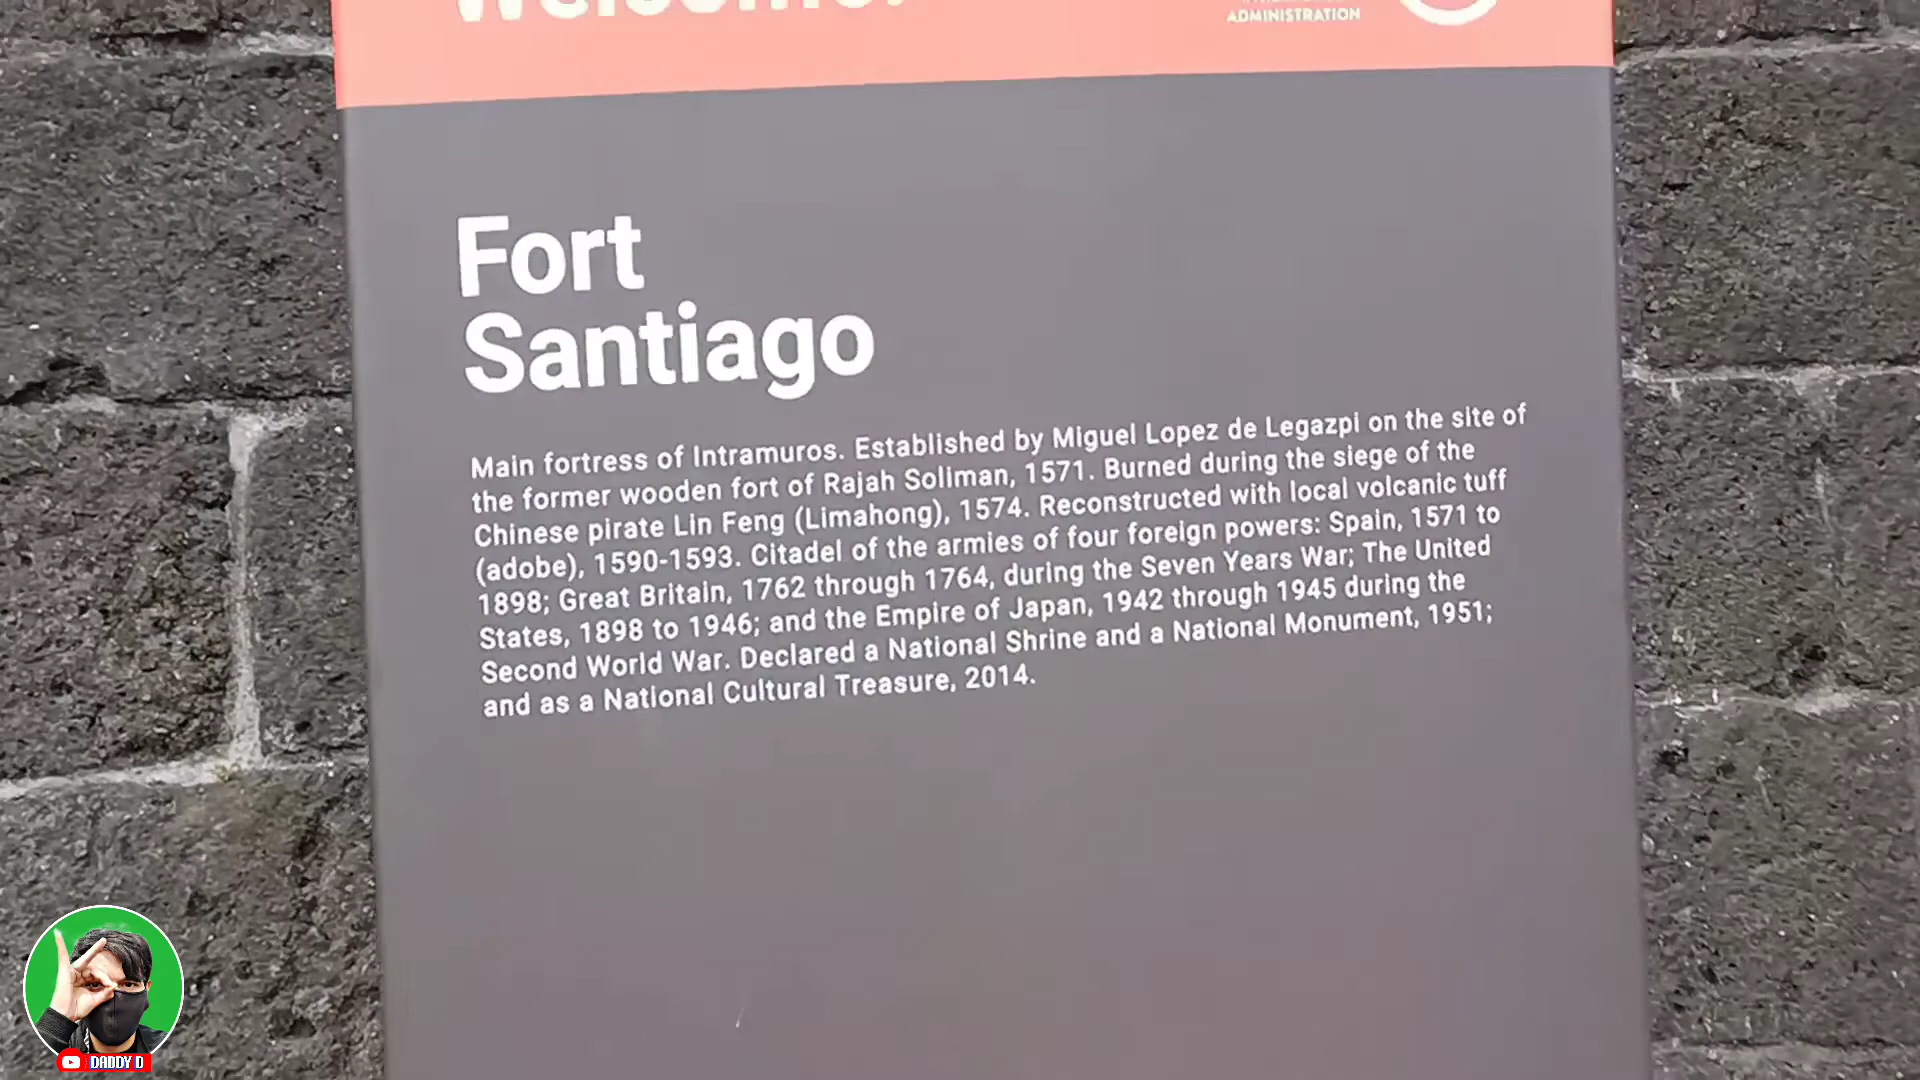 Welcome!
ADMINISTRATION
Fort
Santiago
Main fortress of Intramuros. Established by Miguel Lopez de Legazpi on the site of
the former wooden fort of Rajah Soliman, 1571. Burned during the siege of the
Chinese pirate Lin Feng (Limahong), 1574. Reconstructed with local volcanic tuff
(adobe), 1590-1593. Citadel of the armies of four foreign powers: Spain, 1571 to
1898; Great Britain, 1762 through 1764, during the Seven Years War; The United
States, 1898 to 1946; and the Empire of Japan, 1942 through 1945 during the
Second World War. Declared a National Shrine and a National Monument, 1951;
and as a National Cultural Treasure, 2014.
DADDY D